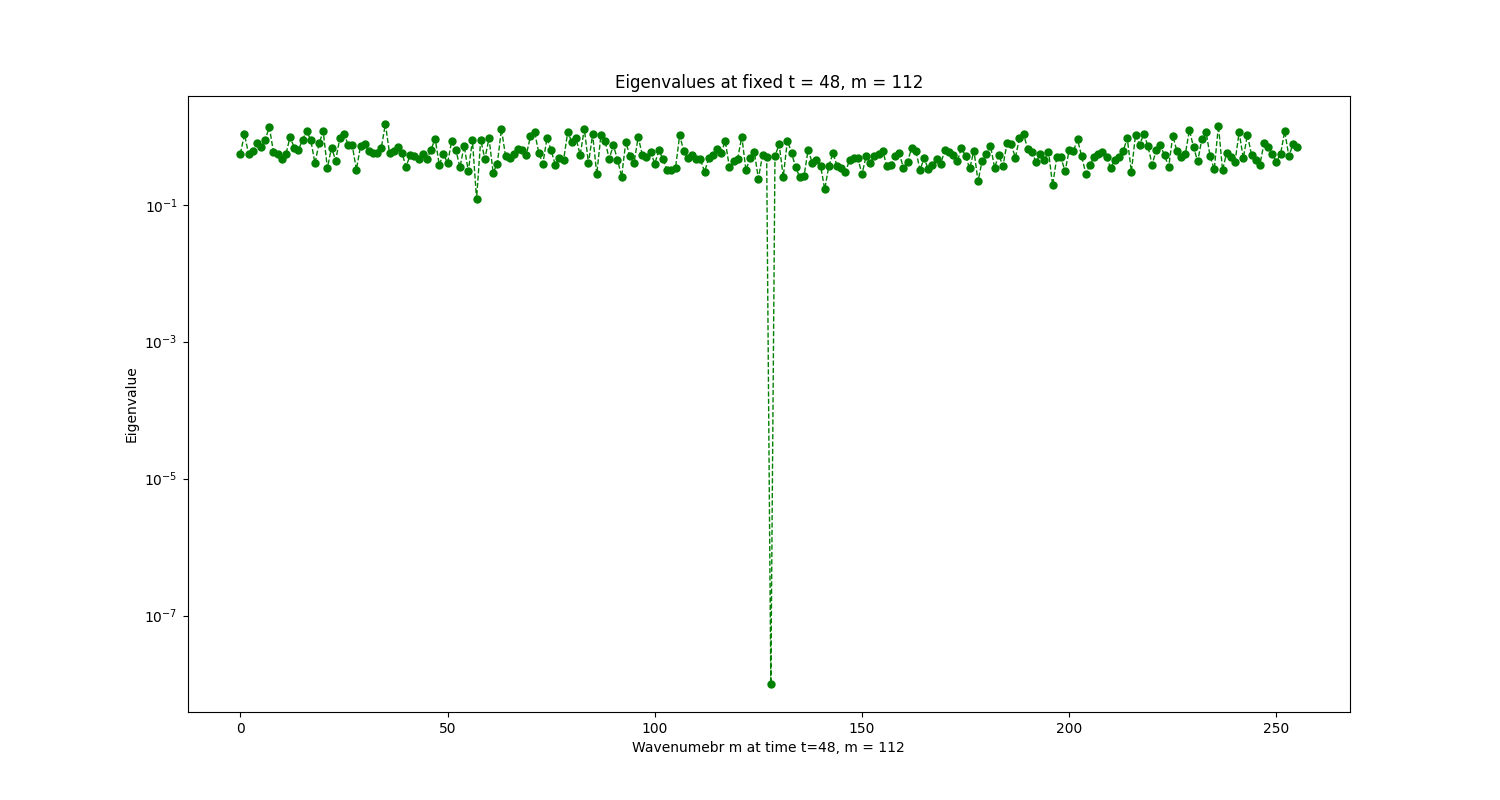 Eigenvalues at fixed t = 48, m = 112
10⁻¹
10⁻³
10⁻⁵
10⁻⁷
Eigenvalue
0 50 100 150 200 250
Wavenumebr m at time t=48, m = 112